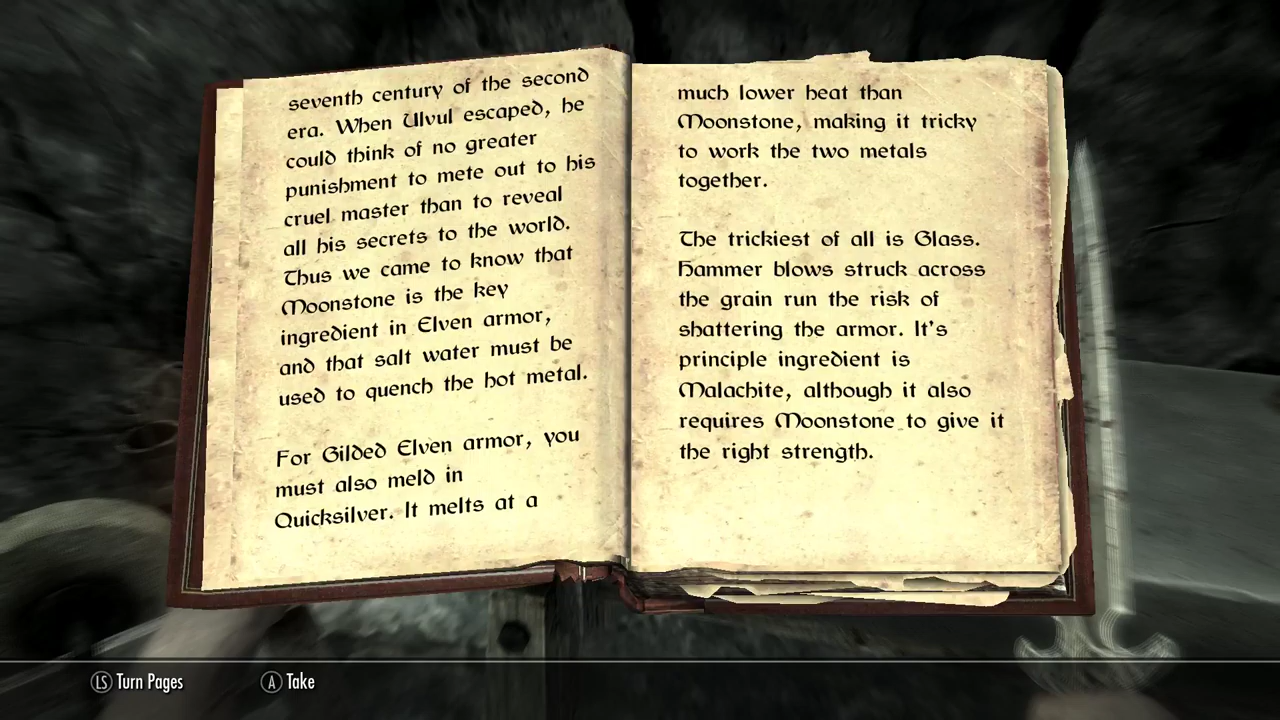 seventh century of the second
era. When Ulvul escaped, he
could think of no greater
punishment to mete out to his
cruel master than to reveal
all his secrets to the world.
Thus we came to know that
Moonstone is the key
ingredient in Elven armor,
and that salt water must be
used to quench the hot metal.
For Gilded Elven armor, you
must also meld in
Quicksilver. It melts at a
much lower heat than
Moonstone, making it tricky
to work the two metals
together.
The trickiest of all is Glass.
Hammer blows struck across
the grain run the risk of
shattering the armor. It's
principle ingredient is
Malachite, although it also
requires Moonstone to give it
the right strength.
LS Turn Pages
A Take